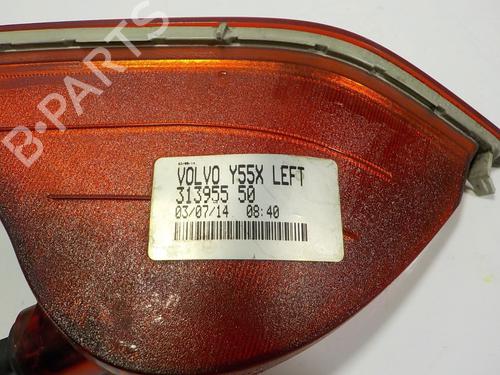 B-PARTS
VOLVO Y55X LEFT
313955 50
03/07/14 08:40